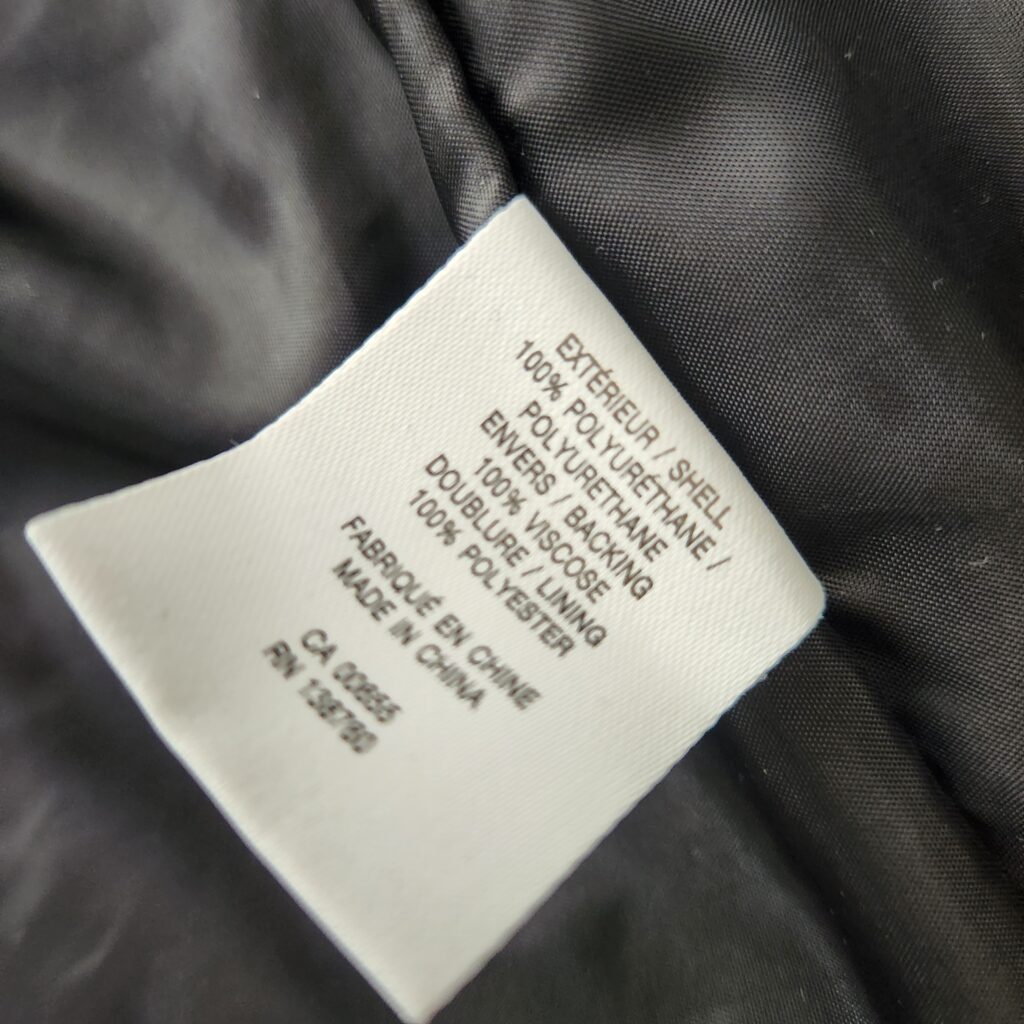 EXTÉRIEUR / SHELL
100% POLYURÉTHANE /
POLYURETHANE
ENVERS / BACKING
100% VISCOSE
DOUBLURE / LINING
100% POLYESTER
FABRIQUÉ EN CHINE
MADE IN CHINA
CA
RN